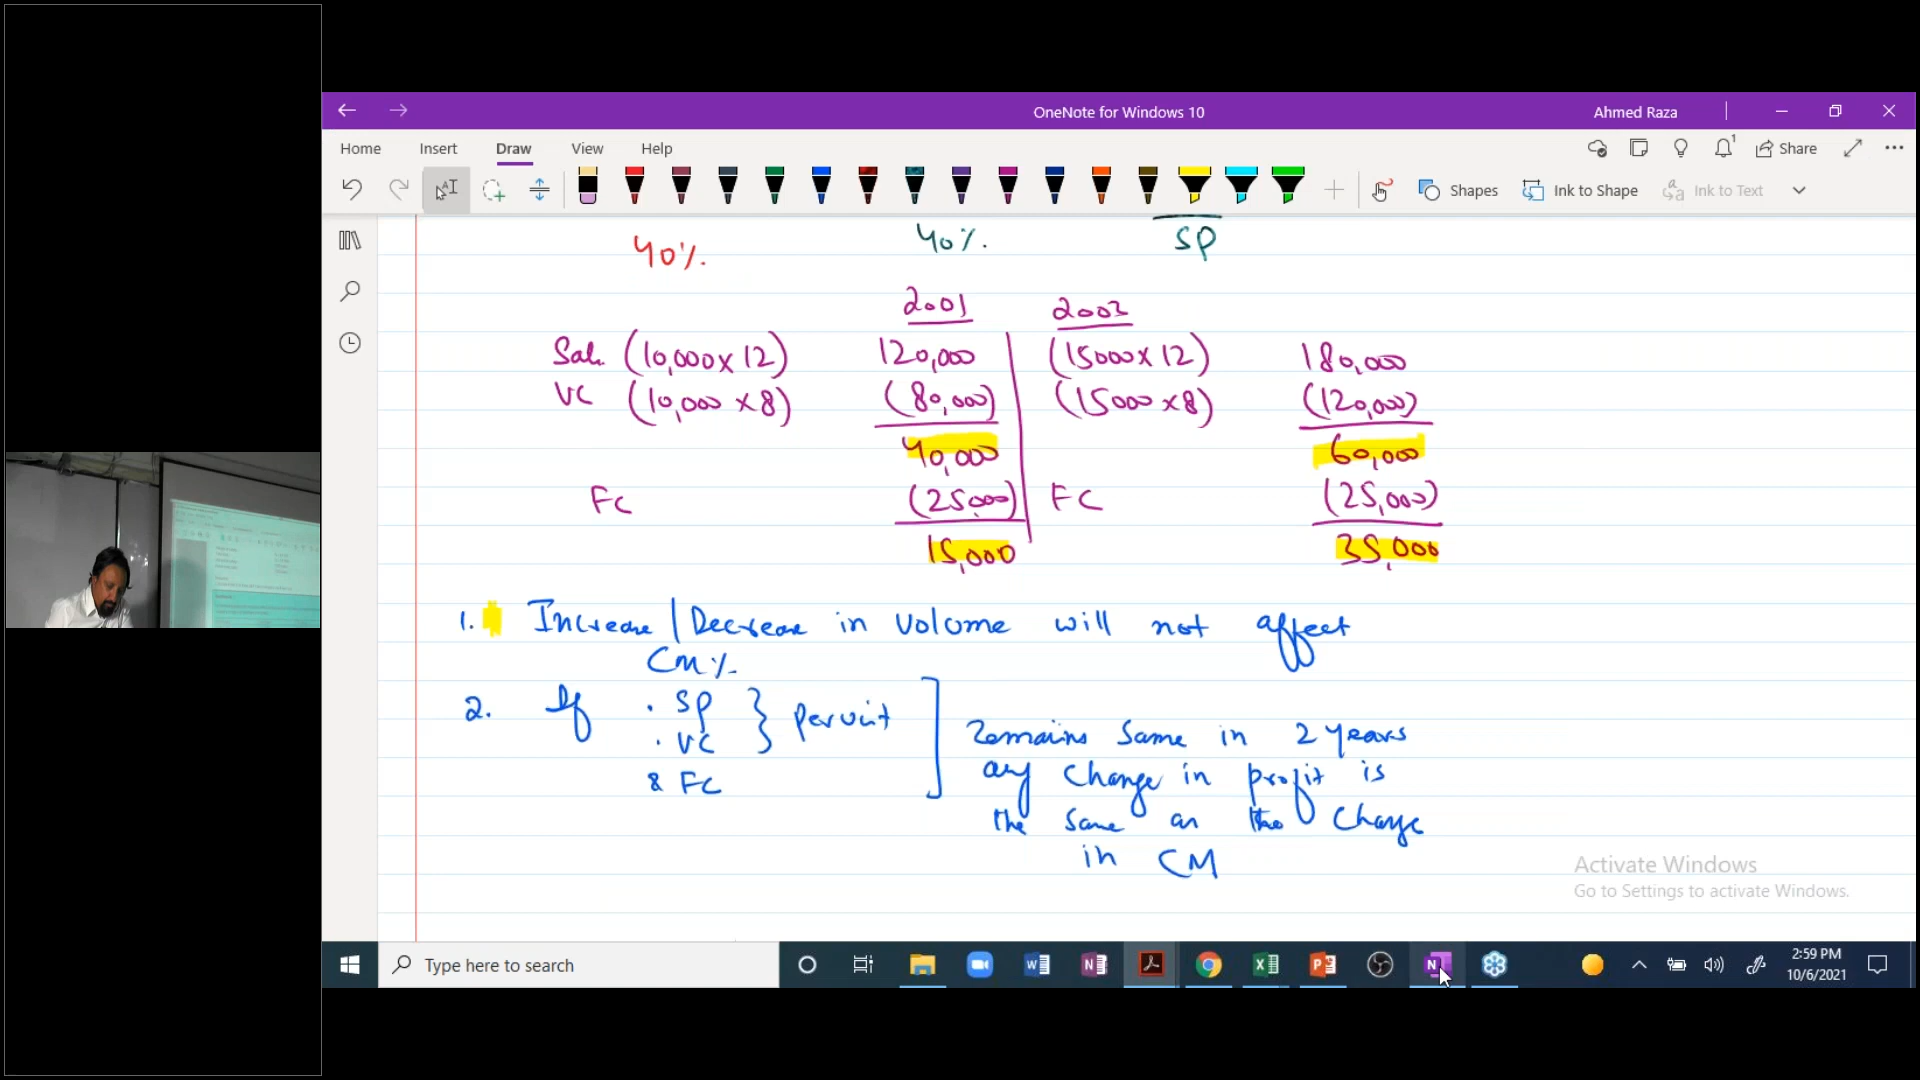 OneNote for Windows 10
Ahmed Raza
Home Insert Draw View Help
Share
Shapes Ink to Shape Ink to Text
40%. 40%. SP
2001 2002
Sale (10,000 x 12) 120,000 (15000 x 12) 180,000
VC (10,000 x 8) (80,000) (15000 x 8) (120,000)
40,000 60,000
FC (25,000) FC (25,000)
15,000 35,000
1. Increase / Decrease in volume will not affect
CM%
2. If . SP } per unit
. VC
& FC
Remains Same in 2 years
any change in profit is
the same as the change
in CM
Activate Windows
Go to Settings to activate Windows.
Type here to search
2:59 PM
10/6/2021